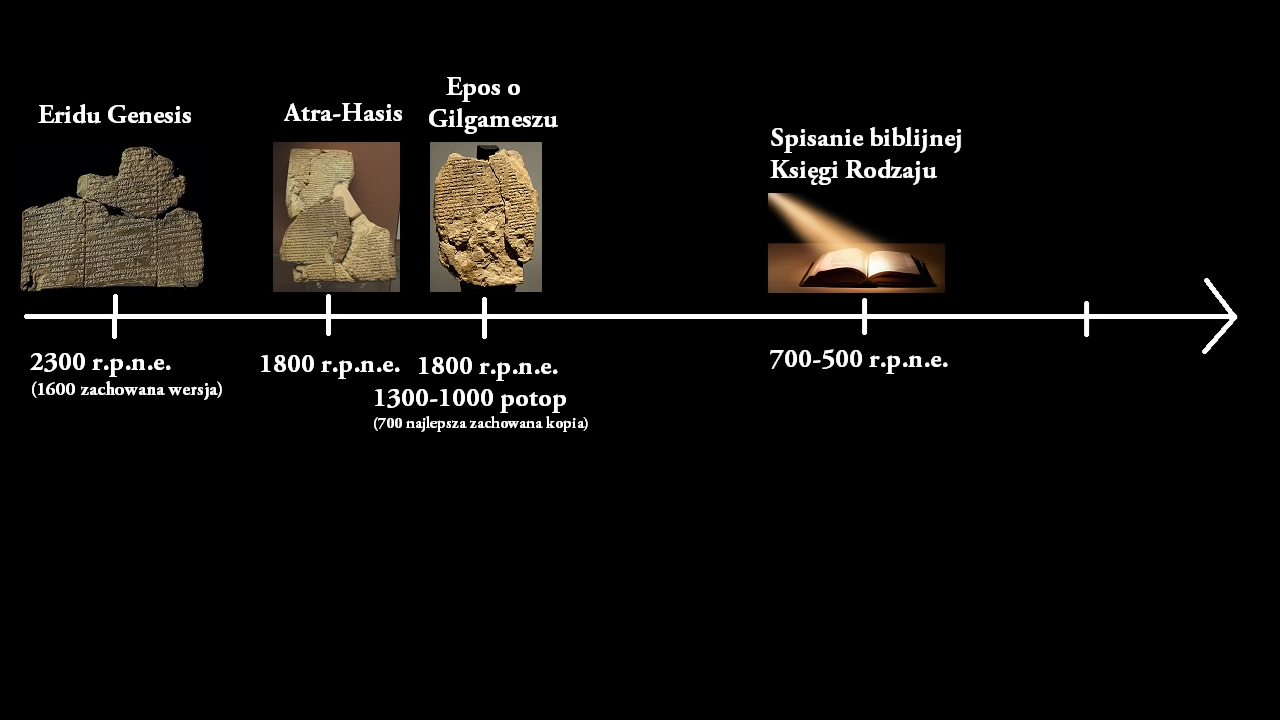 Eridu Genesis
Atra-Hasis
Epos o
Gilgameszu
Spisanie biblijnej
Księgi Rodzaju
2300 r.p.n.e.
(1600 zachowana wersja)
1800 r.p.n.e.
1800 r.p.n.e.
1300-1000 potop
(700 najlepsza zachowana kopia)
700-500 r.p.n.e.